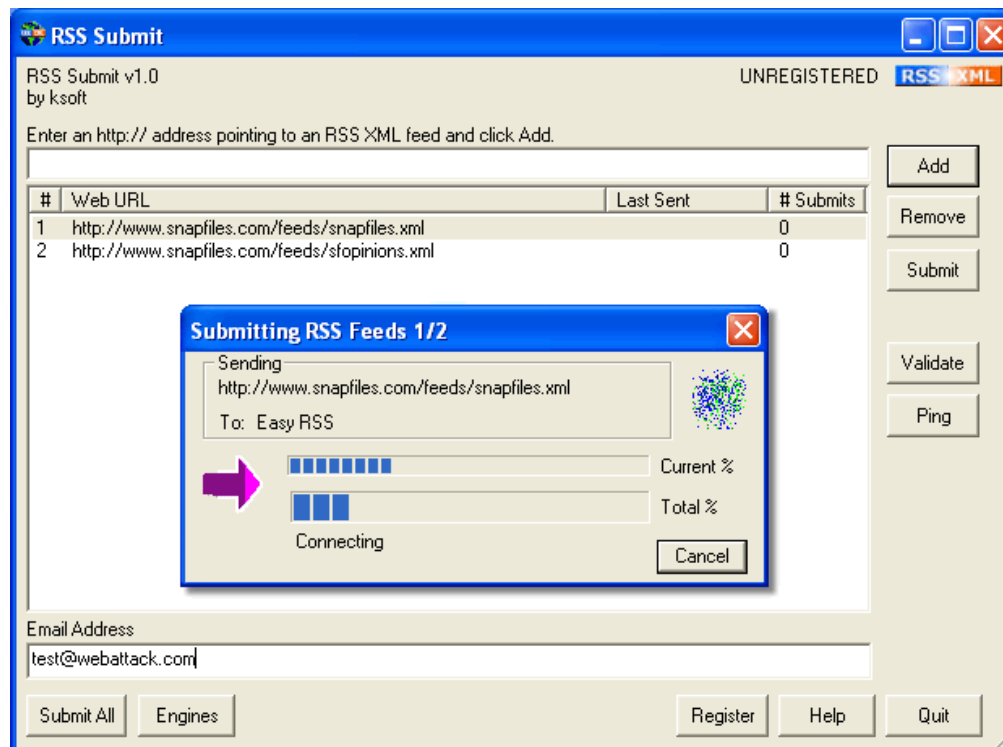 RSS Submit
RSS Submit v1.0
by ksoft
UNREGISTERED
RSS XML
Enter an http:// address pointing to an RSS XML feed and click Add.
Add
# Web URL Last Sent # Submits
1 http://www.snapfiles.com/feeds/snapfiles.xml 0
2 http://www.snapfiles.com/feeds/sfopinions.xml 0
Remove
Submit
Validate
Ping
Submitting RSS Feeds 1/2
Sending
http://www.snapfiles.com/feeds/snapfiles.xml
To: Easy RSS
Current %
Total %
Connecting
Cancel
Email Address
test@webattack.com
Submit All
Engines
Register
Help
Quit